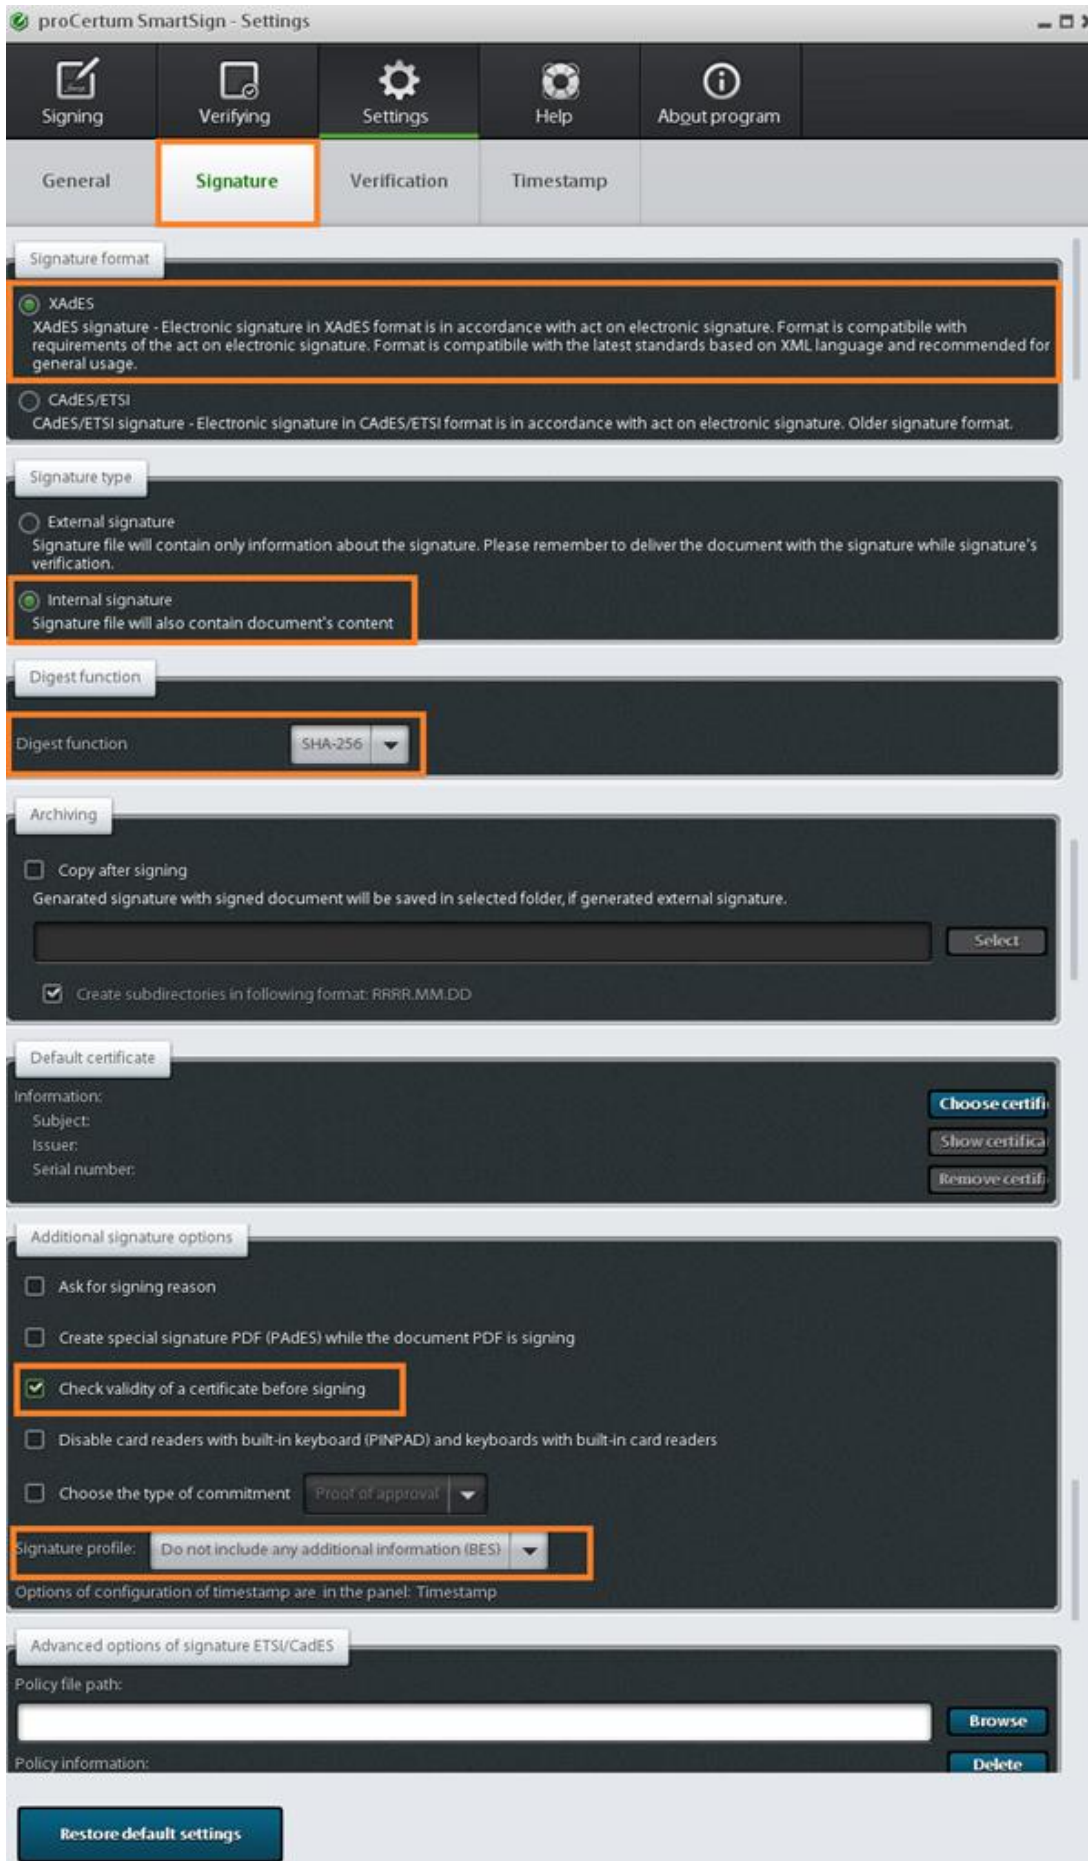 proCertum SmartSign - Settings
Signing
Verifying
Settings
Help
About program
General
Signature
Verification
Timestamp
Signature format
XAdES
XAdES signature - Electronic signature in XAdES format is in accordance with act on electronic signature. Format is compatibile with
requirements of the act on electronic signature. Format is compatibile with the latest standards based on XML language and recommended for
general usage.
CAdES/ETSI
CAdES/ETSI signature - Electronic signature in CAdES/ETSI format is in accordance with act on electronic signature. Older signature format.
Signature type
External signature
Signature file will contain only information about the signature. Please remember to deliver the document with the signature while signature's
verification.
Internal signature
Signature file will also contain document's content
Digest function
Digest function
SHA-256
Archiving
Copy after signing
Genarated signature with signed document will be saved in selected folder, if generated external signature.
Select
Create subdirectories in following format: RRRR.MM.DD
Default certificate
Information:
Choose certifi
Subject:
Issuer:
Show certifica
Serial number:
Remove certifi
Additional signature options
Ask for signing reason
Create special signature PDF (PAdES) while the document PDF is signing
Check validity of a certificate before signing
Disable card readers with built-in keyboard (PINPAD) and keyboards with built-in card readers
Choose the type of commitment
Proof of approval
Signature profile:
Do not include any additional information (BES)
Options of configuration of timestamp are in the panel: Timestamp
Advanced options of signature ETSI/CadES
Policy file path:
Browse
Policy information:
Delete
Restore default settings